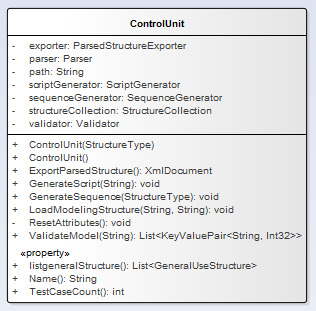 ControlUnit
- exporter: ParsedStructureExporter
- parser: Parser
- path: String
- scriptGenerator: ScriptGenerator
- sequenceGenerator: SequenceGenerator
- structureCollection: StructureCollection
- validator: Validator
+ ControlUnit(StructureType)
+ ControlUnit()
+ ExportParsedStructure(): XmlDocument
+ GenerateScript(String): void
+ GenerateSequence(StructureType): void
+ LoadModelingStructure(String, String): void
- ResetAttributes(): void
+ ValidateModel(String): List<KeyValuePair<String, Int32>>
«property»
+ listgeneralStructure(): List<GeneralUseStructure>
+ Name(): String
+ TestCaseCount(): int